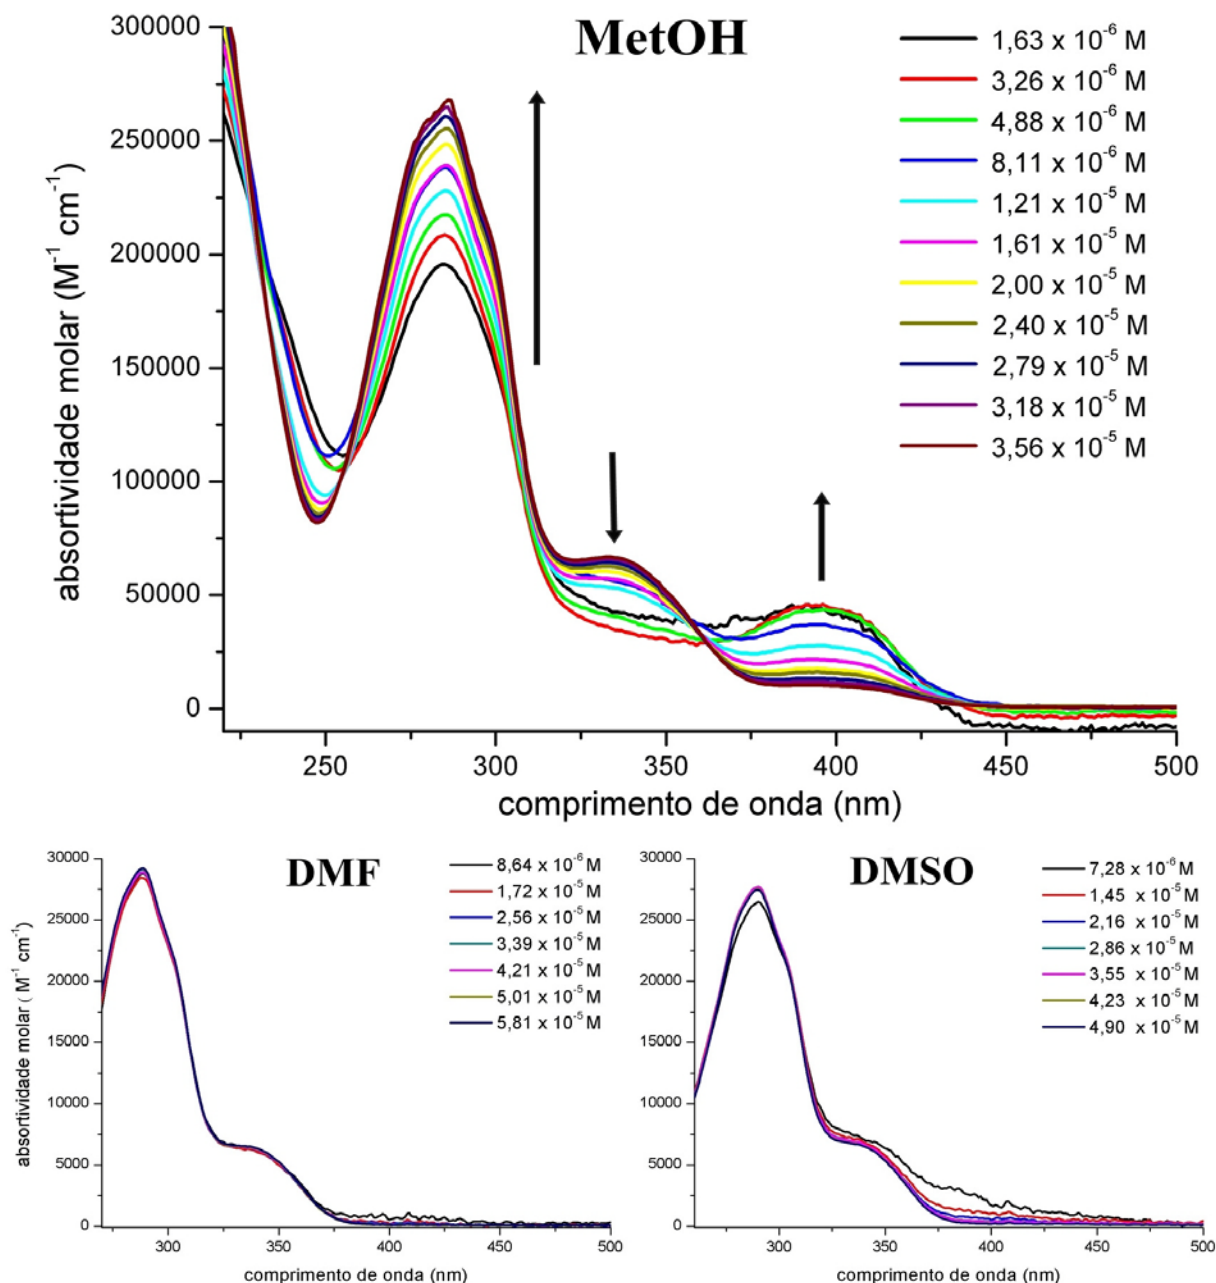 MetOH
300000
250000
200000
150000
100000
50000
0
absortividade molar (M⁻¹ cm⁻¹)
1,63 x 10⁻⁶ M
3,26 x 10⁻⁶ M
4,88 x 10⁻⁶ M
8,11 x 10⁻⁶ M
1,21 x 10⁻⁵ M
1,61 x 10⁻⁵ M
2,00 x 10⁻⁵ M
2,40 x 10⁻⁵ M
2,79 x 10⁻⁵ M
3,18 x 10⁻⁵ M
3,56 x 10⁻⁵ M
250 300 350 400 450 500
comprimento de onda (nm)
DMF
30000
25000
20000
15000
10000
5000
0
absortividade molar ( M⁻¹ cm⁻¹)
8,64 x 10⁻⁶ M
1,72 x 10⁻⁵ M
2,56 x 10⁻⁵ M
3,39 x 10⁻⁵ M
4,21 x 10⁻⁵ M
5,01 x 10⁻⁵ M
5,81 x 10⁻⁵ M
300 350 400 450 500
comprimento de onda (nm)
DMSO
30000
25000
20000
15000
10000
5000
0
7,28 x 10⁻⁶ M
1,45 x 10⁻⁵ M
2,16 x 10⁻⁵ M
2,86 x 10⁻⁵ M
3,55 x 10⁻⁵ M
4,23 x 10⁻⁵ M
4,90 x 10⁻⁵ M
300 350 400 450 500
comprimento de onda (nm)